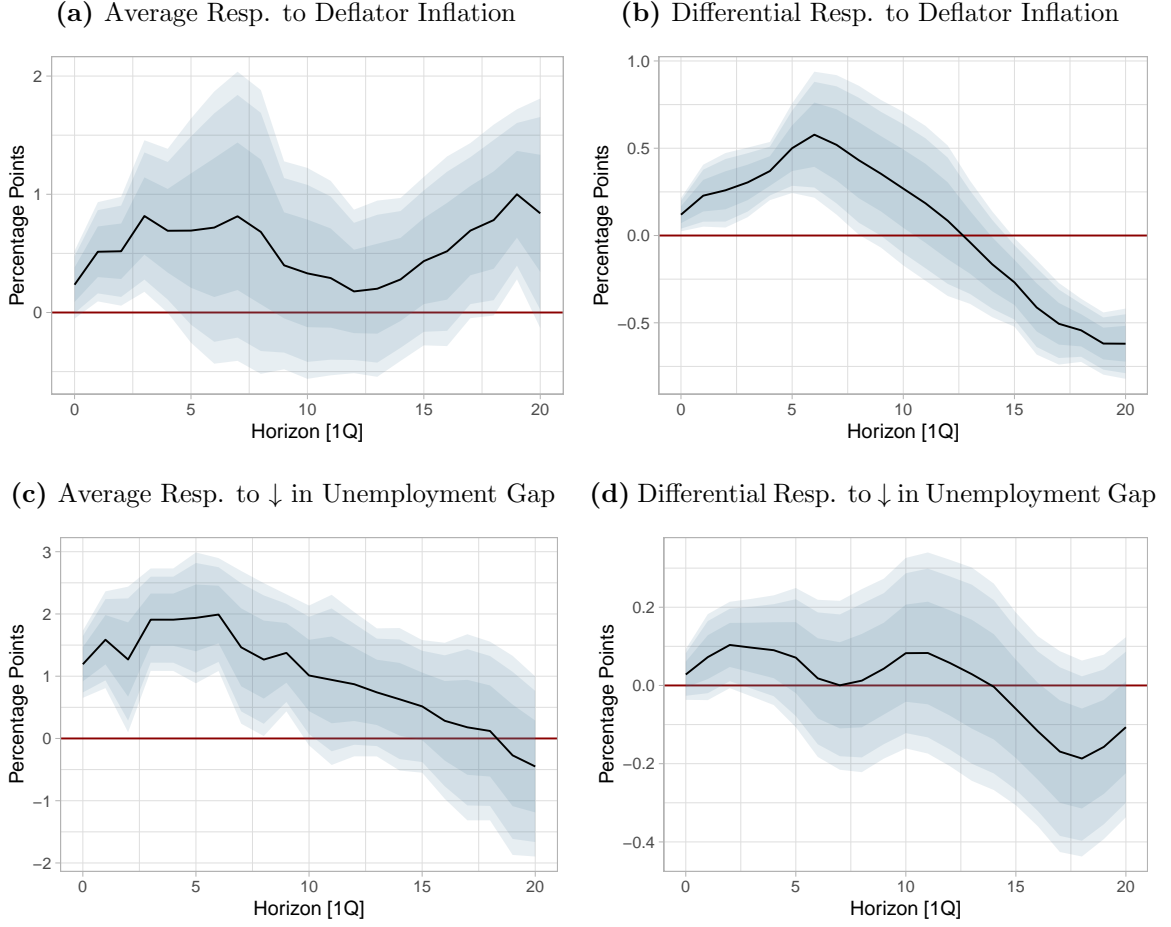 (a) Average Resp. to Deflator Inflation
(b) Differential Resp. to Deflator Inflation
Percentage Points
2
1
0
0 5 10 15 20
Horizon [1Q]
Percentage Points
1.0
0.5
0.0
−0.5
0 5 10 15 20
Horizon [1Q]
(c) Average Resp. to ↓ in Unemployment Gap
(d) Differential Resp. to ↓ in Unemployment Gap
Percentage Points
3
2
1
0
−1
−2
0 5 10 15 20
Horizon [1Q]
Percentage Points
0.2
0.0
−0.2
−0.4
0 5 10 15 20
Horizon [1Q]